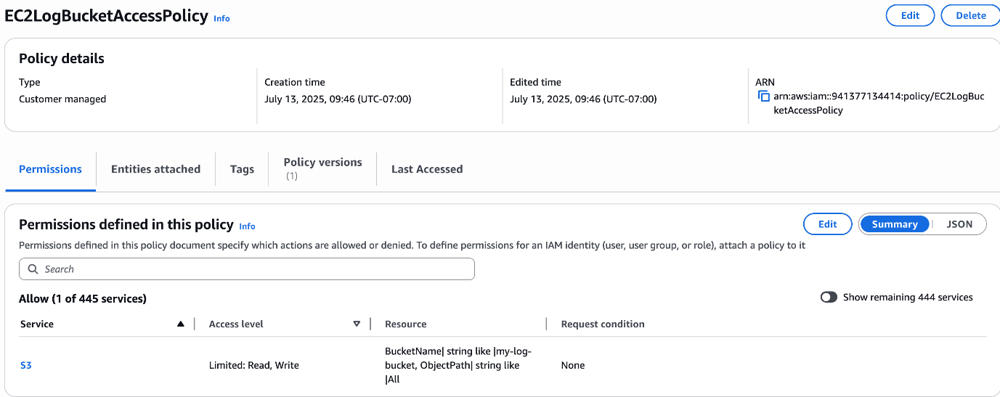 EC2LogBucketAccessPolicy Info
Edit
Delete
Policy details
Type
Customer managed
Creation time
July 13, 2025, 09:46 (UTC-07:00)
Edited time
July 13, 2025, 09:46 (UTC-07:00)
ARN
arn:aws:iam::941377134414:policy/EC2LogBuc
ketAccessPolicy
Permissions
Entities attached
Tags
Policy versions
(1)
Last Accessed
Permissions defined in this policy Info
Edit
Summary
JSON
Permissions defined in this policy document specify which actions are allowed or denied. To define permissions for an IAM identity (user, user group, or role), attach a policy to it
Search
Allow (1 of 445 services)
Show remaining 444 services
Service
Access level
Resource
Request condition
S3
Limited: Read, Write
BucketName| string like |my-log-
bucket, ObjectPath| string like
|All
None